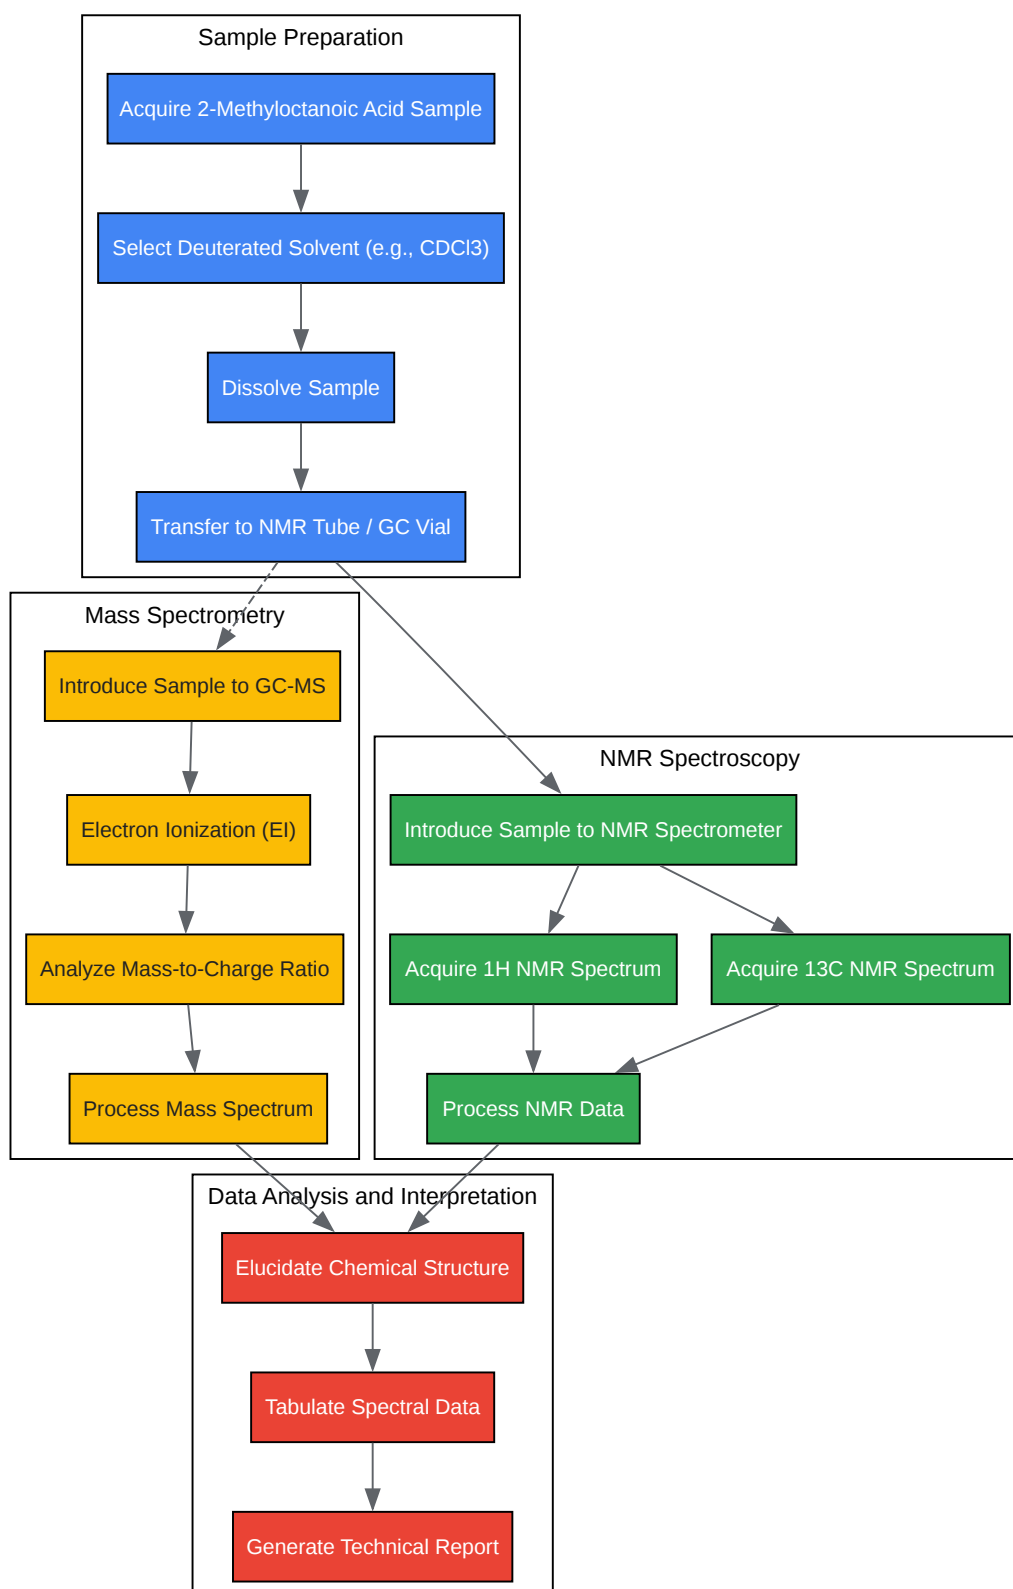 Sample Preparation
Acquire 2-Methyloctanoic Acid Sample
Select Deuterated Solvent (e.g., CDCl3)
Dissolve Sample
Transfer to NMR Tube / GC Vial
Mass Spectrometry
Introduce Sample to GC-MS
Electron Ionization (EI)
Analyze Mass-to-Charge Ratio
Process Mass Spectrum
NMR Spectroscopy
Introduce Sample to NMR Spectrometer
Acquire 1H NMR Spectrum
Acquire 13C NMR Spectrum
Process NMR Data
Data Analysis and Interpretation
Elucidate Chemical Structure
Tabulate Spectral Data
Generate Technical Report